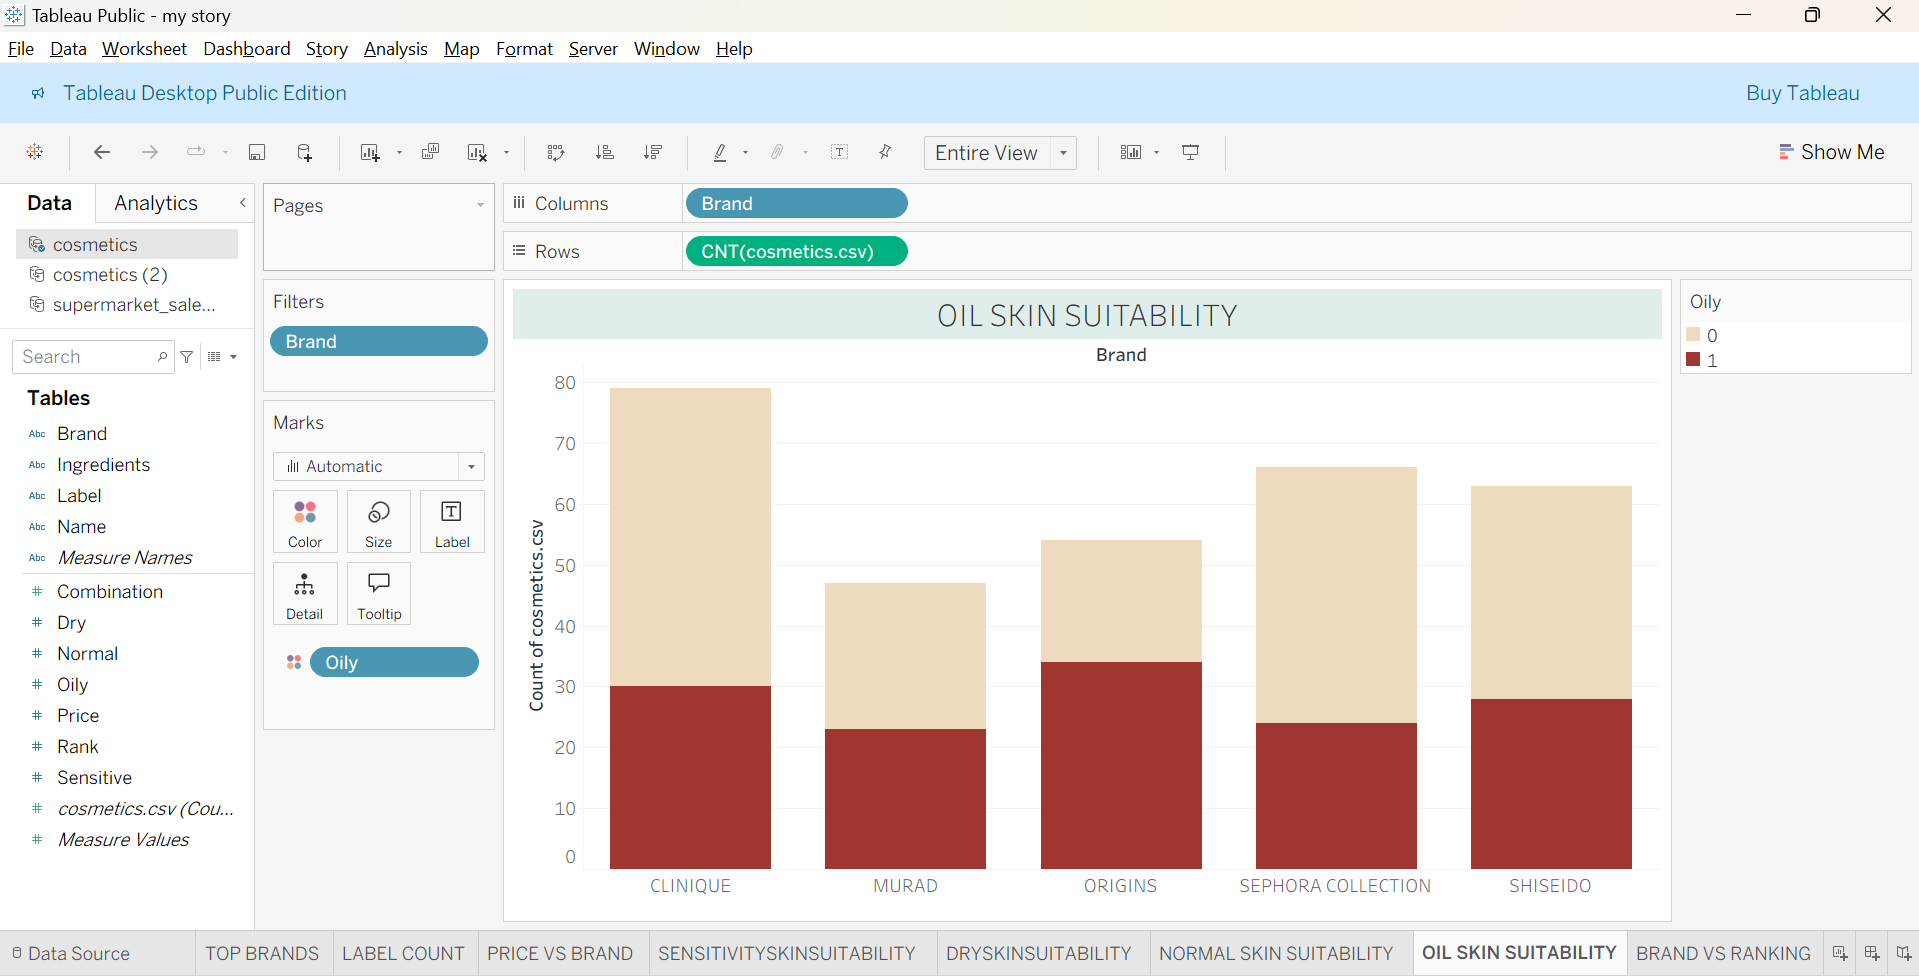 Tableau Public - my story
File Data Worksheet Dashboard Story Analysis Map Format Server Window Help
Tableau Desktop Public Edition
Buy Tableau
Entire View
Show Me
Data
Analytics
cosmetics
cosmetics (2)
supermarket_sale...
Search
Tables
Abc Brand
Abc Ingredients
Abc Label
Abc Name
Abc Measure Names
# Combination
# Dry
# Normal
# Oily
# Price
# Rank
# Sensitive
# cosmetics.csv (Cou...
# Measure Values
Pages
Filters
Brand
Marks
Automatic
Color Size T Label
Detail Tooltip
Oily
Columns Brand
Rows CNT(cosmetics.csv)
OIL SKIN SUITABILITY
Brand
Count of cosmetics.csv
80
70
60
50
40
30
20
10
0
CLINIQUE MURAD ORIGINS SEPHORA COLLECTION SHISEIDO
Oily
0
1
Data Source TOP BRANDS LABEL COUNT PRICE VS BRAND SENSITIVITYSKINSUITABILITY DRYSKINSUITABILITY NORMAL SKIN SUITABILITY OIL SKIN SUITABILITY BRAND VS RANKING